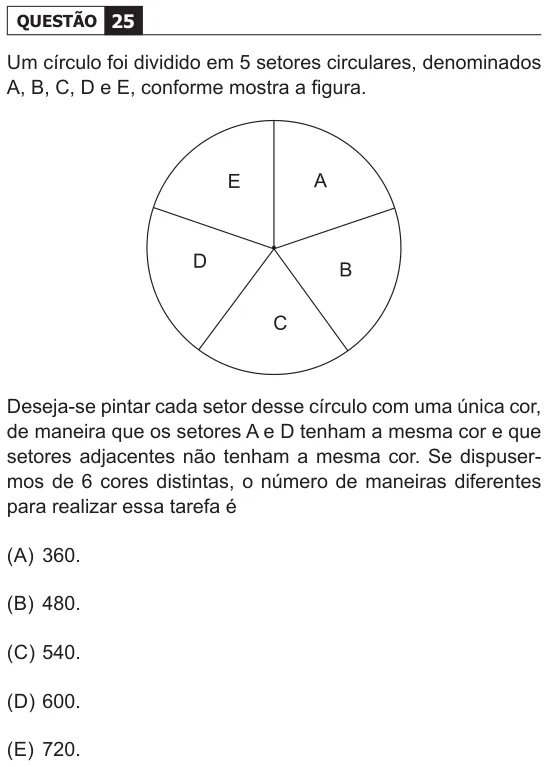 QUESTÃO 25
Um círculo foi dividido em 5 setores circulares, denominados
A, B, C, D e E, conforme mostra a figura.
E A
D B
C
Deseja-se pintar cada setor desse círculo com uma única cor,
de maneira que os setores A e D tenham a mesma cor e que
setores adjacentes não tenham a mesma cor. Se dispuser-
mos de 6 cores distintas, o número de maneiras diferentes
para realizar essa tarefa é
(A) 360.
(B) 480.
(C) 540.
(D) 600.
(E) 720.